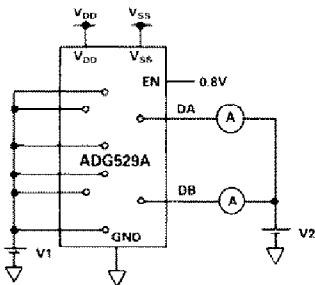 VDD VSS
VDD VSS
EN 0.8V
DA A
ADG529A
DB A
GND
V1 V2